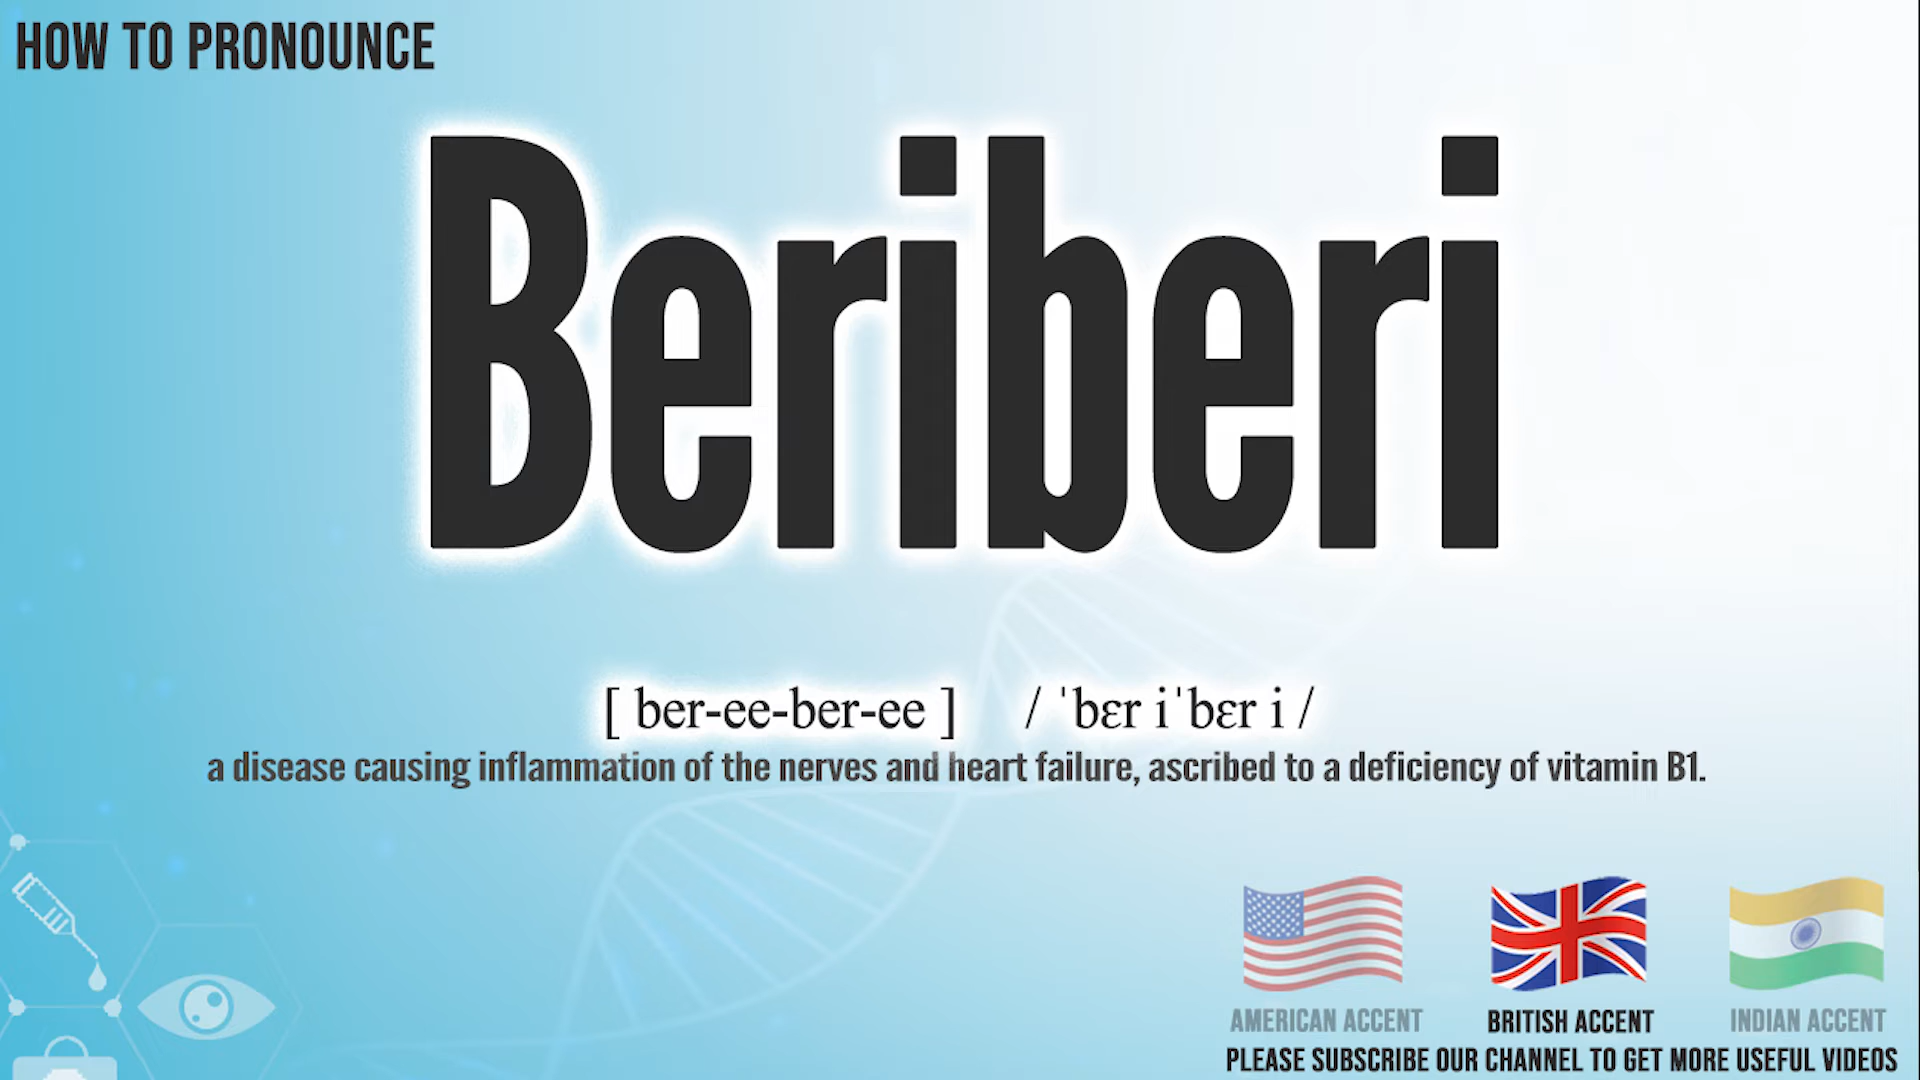 HOW TO PRONOUNCE
Beriberi
[ ber-ee-ber-ee ] / ˈbɛr iˈbɛr i /
a disease causing inflammation of the nerves and heart failure, ascribed to a deficiency of vitamin B1.
AMERICAN ACCENT BRITISH ACCENT INDIAN ACCENT
PLEASE SUBSCRIBE OUR CHANNEL TO GET MORE USEFUL VIDEOS